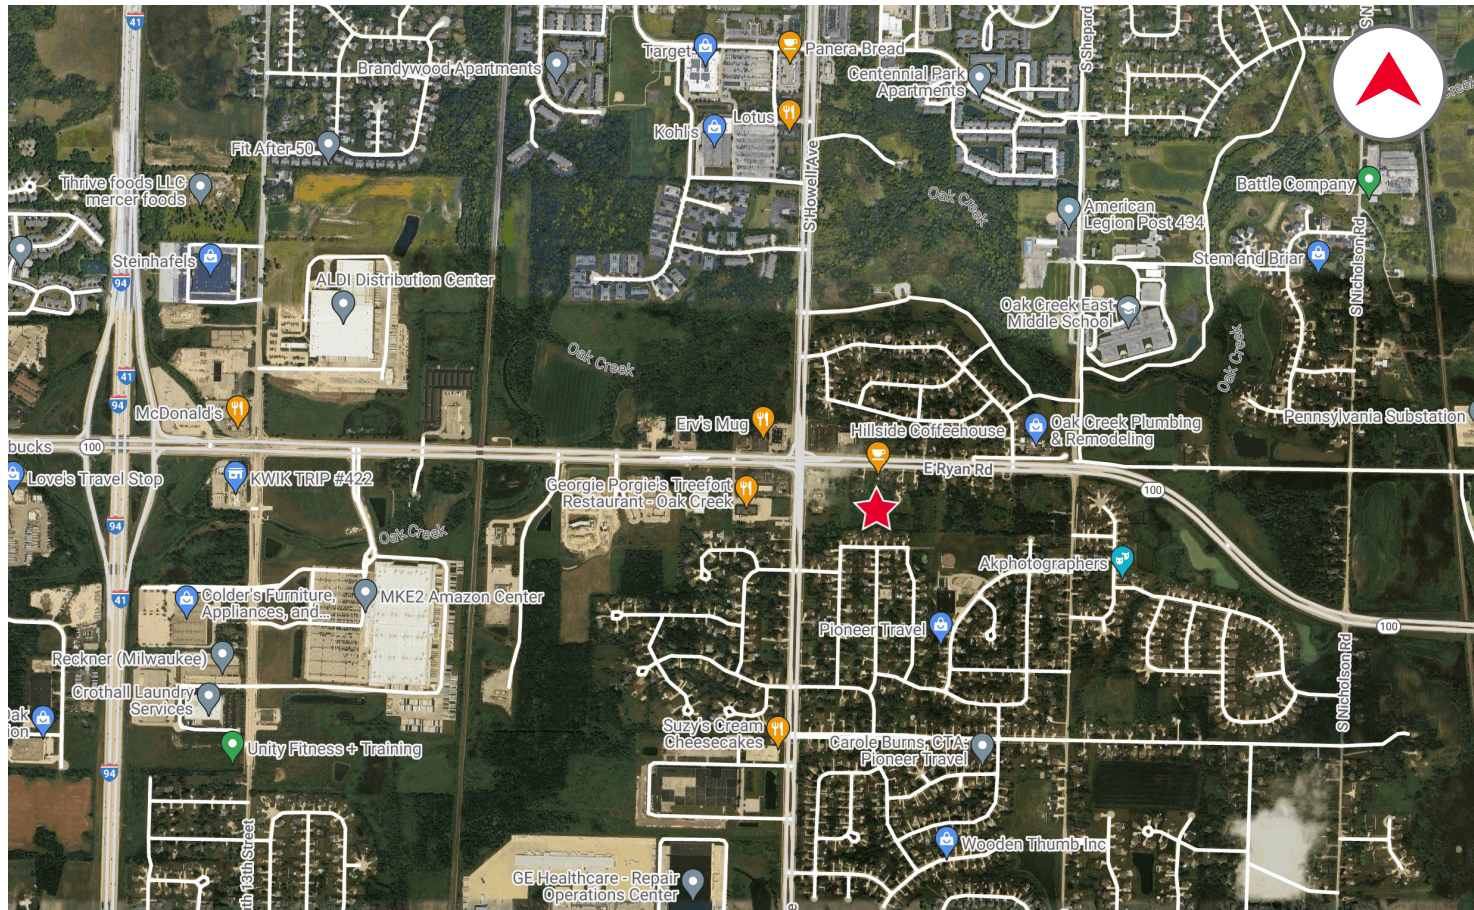 41
Target
Panera Bread
Brandywood Apartments
Centennial Park
Apartments
S Shepard
S N
Creek
Lotus
Kohl's
Fit After 50
S Howell Ave
Thrive foods LLC
mercer foods
Oak Creek
Battle Company
American
Legion Post 434
Steinhafels
Stem and Briar
S Nicholson Rd
94
ALDI Distribution Center
Oak Creek East
Middle School
Oak Creek
Oak Creek
41
94
McDonald's
Erv's Mug
Hillside Coffeehouse
Oak Creek Plumbing
& Remodeling
Pennsylvania Substation
bucks
100
E Ryan Rd
Love's Travel Stop
KWIK TRIP #422
Georgie Porgie's Treefort
Restaurant - Oak Creek
100
94
Oak Creek
Akphotographers
41
Colder's Furniture,
Appliances, and...
MKE2 Amazon Center
Pioneer Travel
100
Reckner (Milwaukee)
S Nicholson Rd
Crothall Laundry
Services
Oak
ion
Suzy's Cream
Cheesecakes
Carole Burns, CTA:
Pioneer Travel
Unity Fitness + Training
94
Wooden Thumb Inc
uth 13th Street
GE Healthcare - Repair
Operations Center
e